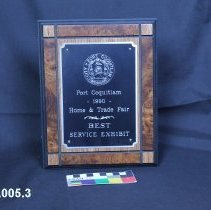 Port Coquitlam
- 1990 -
Home & Trade Fair
BEST
SERVICE EXHIBIT
.005.3